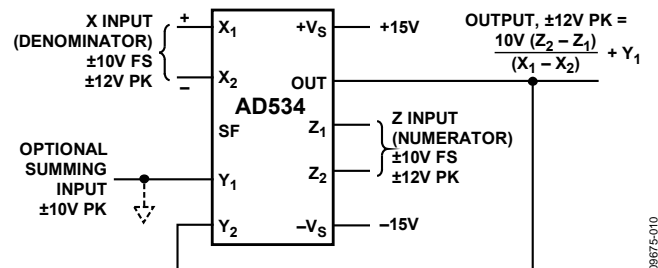 X INPUT
(DENOMINATOR)
±10V FS
±12V PK
+
–
X1
X2
SF
Y1
Y2
AD534
+VS
OUT
Z1
Z2
–VS
+15V
–15V
OUTPUT, ±12V PK =
10V (Z2 – Z1)
(X1 – X2)
+ Y1
Z INPUT
(NUMERATOR)
±10V FS
±12V PK
OPTIONAL
SUMMING
INPUT
±10V PK
09675-010